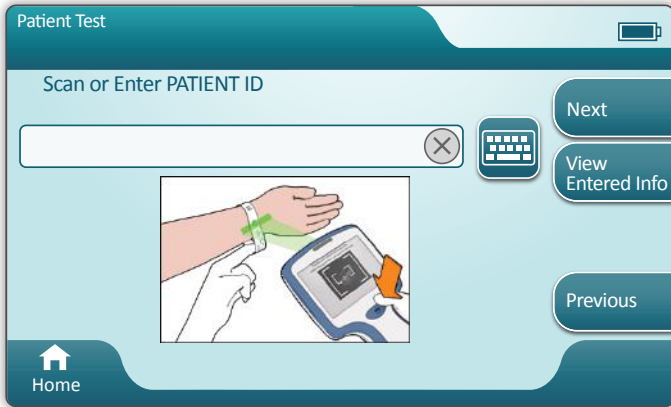 Patient Test
Scan or Enter PATIENT ID
Next
View
Entered Info
Previous
Home